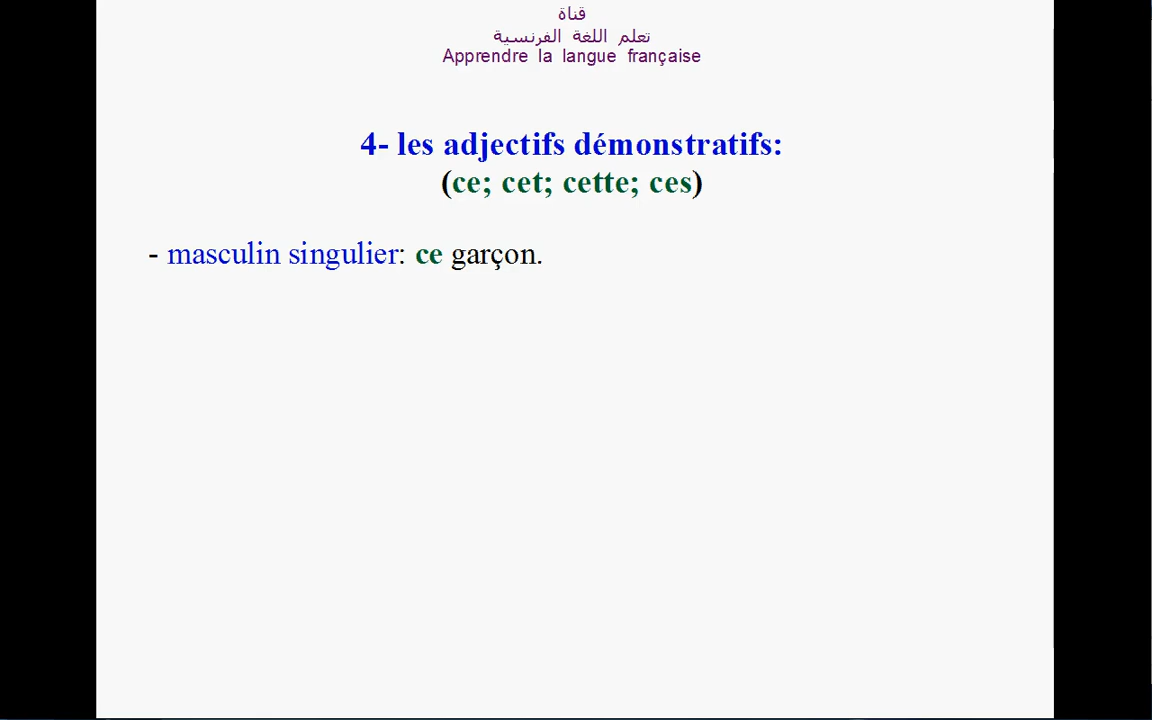 قناة
تعلم اللغة الفرنسية
Apprendre la langue française
4- les adjectifs démonstratifs:
(ce; cet; cette; ces)
- masculin singulier: ce garçon.